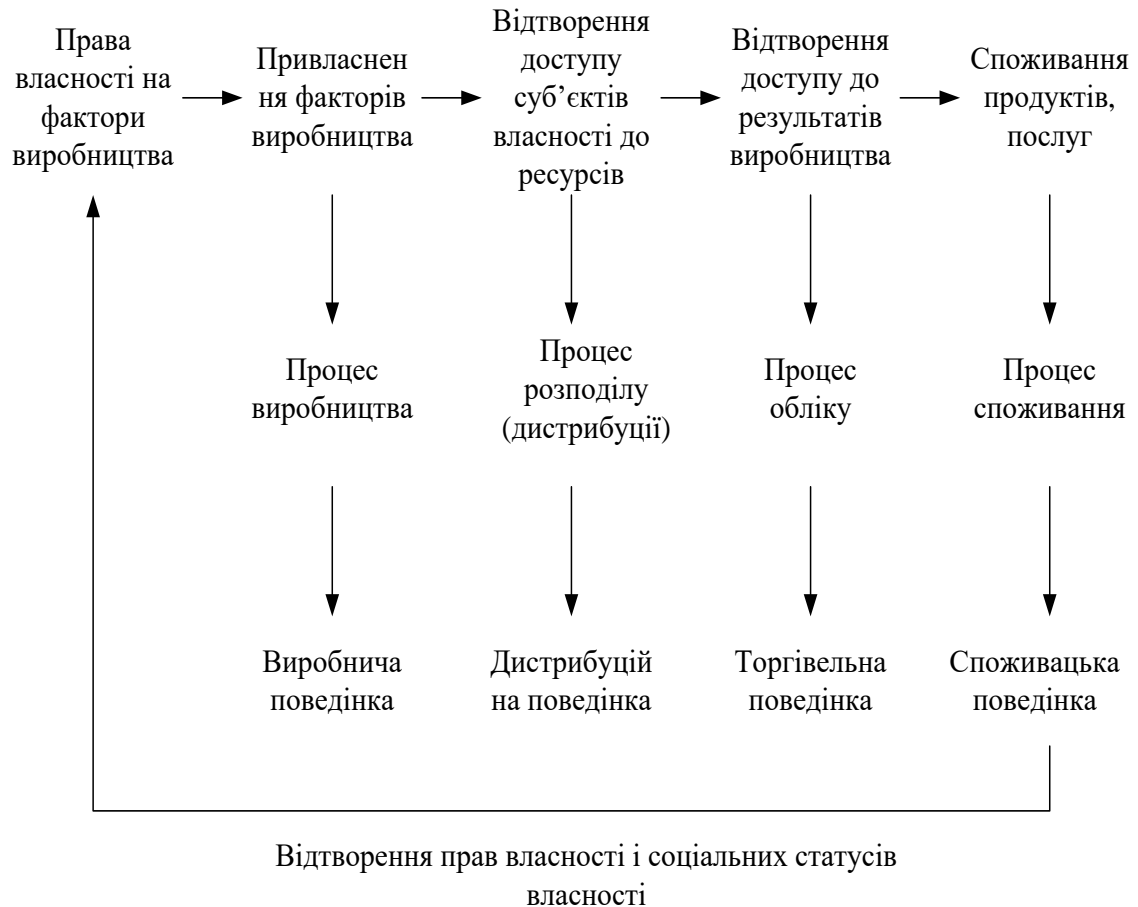 Права
власності на
фактори
виробництва
Привласнен
ня факторів
виробництва
Відтворення
доступу
суб’єктів
власності до
ресурсів
Відтворення
доступу до
результатів
виробництва
Споживання
продуктів,
послуг
Процес
виробництва
Процес
розподілу
(дистрибуції)
Процес
обліку
Процес
споживання
Виробнича
поведінка
Дистрибуцій
на поведінка
Торгівельна
поведінка
Споживацька
поведінка
Відтворення прав власності і соціальних статусів
власності